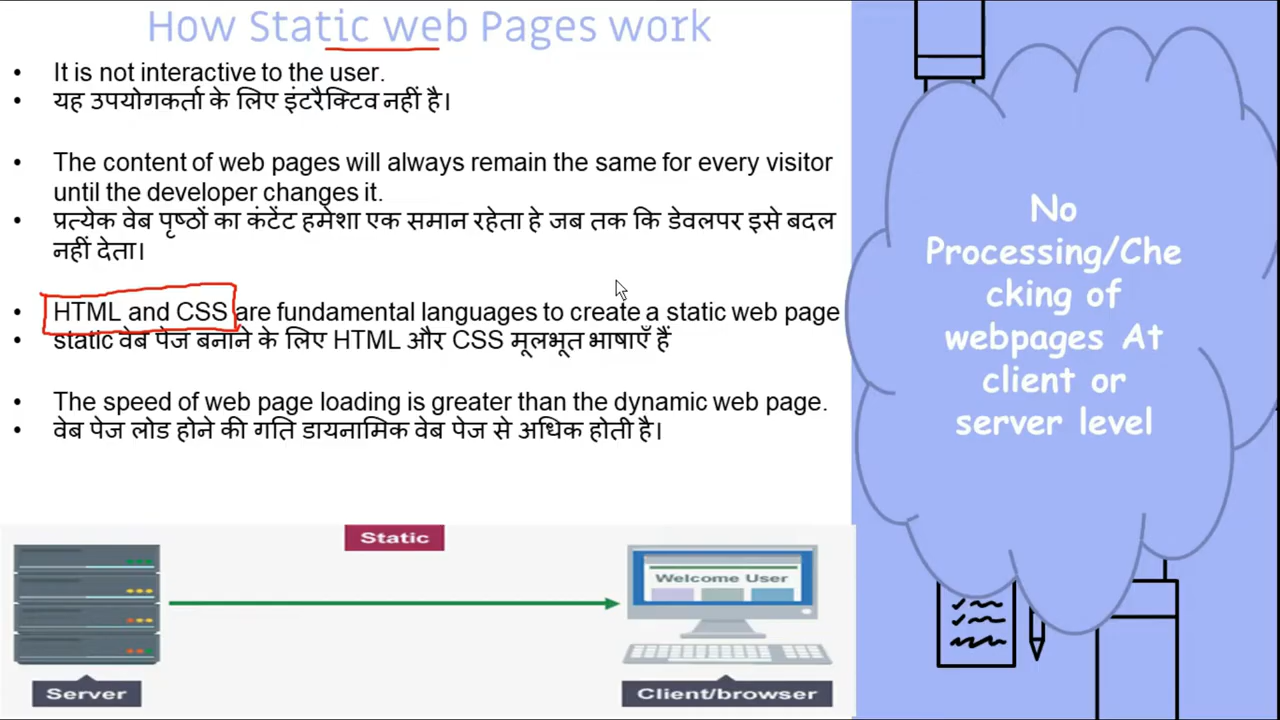 How Static web Pages work
• It is not interactive to the user.
• यह उपयोगकर्ता के लिए इंटरैक्टिव नहीं है।
• The content of web pages will always remain the same for every visitor
until the developer changes it.
• प्रत्येक वेब पृष्ठों का कंटेंट हमेशा एक समान रहेता हे जब तक कि डेवलपर इसे बदल
नहीं देता।
• HTML and CSS are fundamental languages to create a static web page
• static वेब पेज बनाने के लिए HTML और CSS मूलभूत भाषाएँ हैं
• The speed of web page loading is greater than the dynamic web page.
• वेब पेज लोड होने की गति डायनामिक वेब पेज से अधिक होती है।
No
Processing/Che
cking of
webpages At
client or
server level
Static
Welcome User
Server
Client/browser